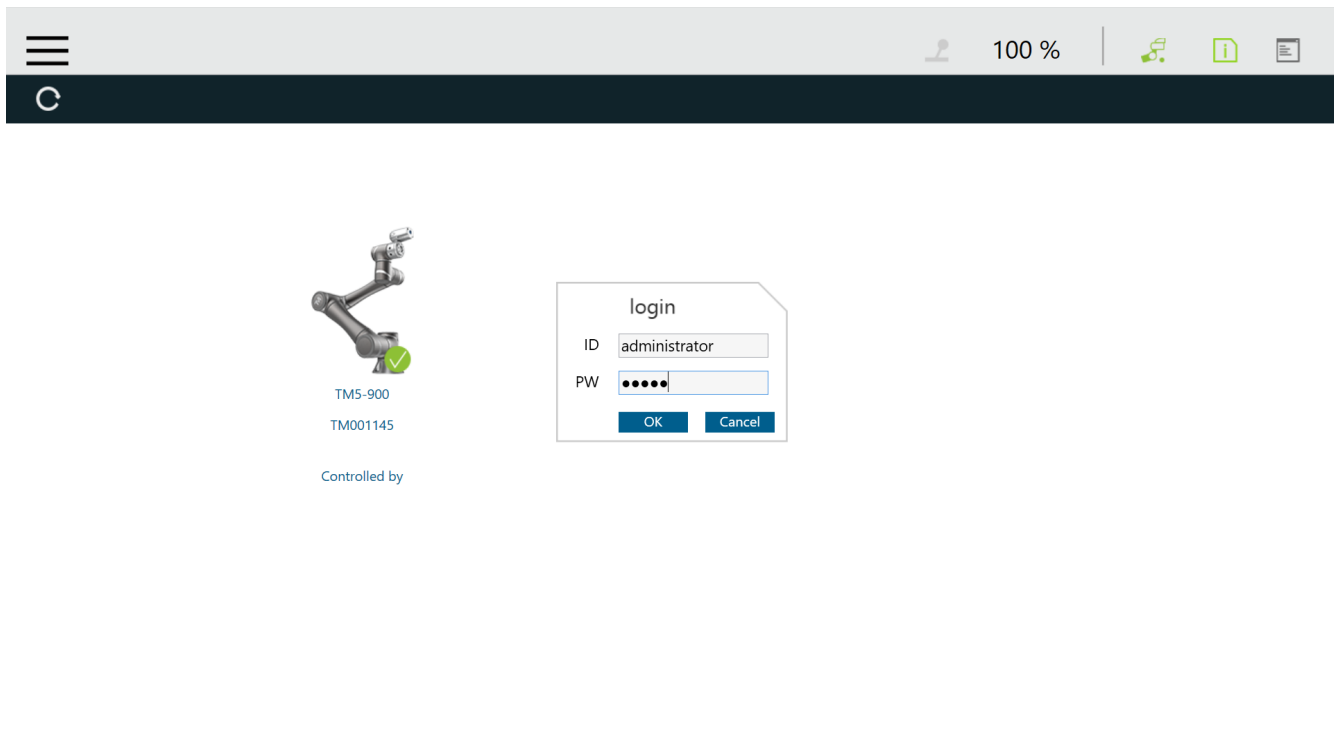 100 %
TM5-900
TM001145
Controlled by
login
ID administrator
PW •••••
OK Cancel